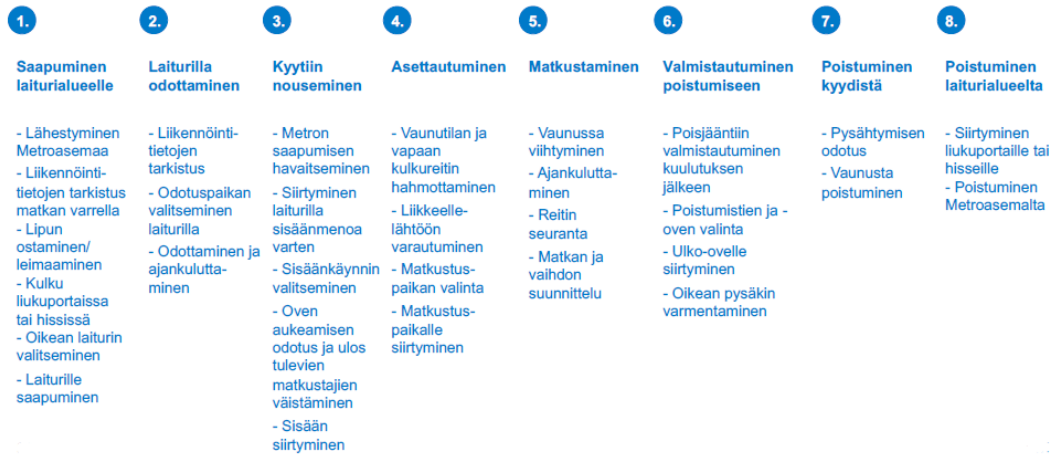 1.
Saapuminen
laiturialueelle
- Lähestyminen
Metroasemaa
- Liikennöinti-
tietojen tarkistus
matkan varrella
- Lipun
ostaminen/
leimaaminen
- Kulku
liukuportaissa
tai hississä
- Oikean laiturin
valitseminen
- Laiturille
saapuminen
2.
Laiturilla
odottaminen
- Liikennöinti-
tietojen
tarkistus
- Odotuspaikan
valitseminen
laiturilla
- Odottaminen ja
ajankulutta-
minen
3.
Kyytiin
nouseminen
- Metron
saapumisen
havaitseminen
- Siirtyminen
laiturilla
sisäänmenoa
varten
- Sisäänkäynnin
valitseminen
- Oven
aukeamisen
odotus ja ulos
tulevien
matkustajien
väistäminen
- Sisään
siirtyminen
4.
Asettautuminen
- Vaunutilan ja
vapaan
kulkureitin
hahmottaminen
- Liikkeelle-
lähtöön
varautuminen
- Matkustus-
paikan valinta
- Matkustus-
paikalle
siirtyminen
5.
Matkustaminen
- Vaunussa
viihtyminen
- Ajankulutta-
minen
- Reitin
seuranta
- Matkan ja
vaihdon
suunnittelu
6.
Valmistautuminen
poistumiseen
- Poisjääntiin
valmistautuminen
kuulutuksen
jälkeen
- Poistumistien ja -
oven valinta
- Ulko-ovelle
siirtyminen
- Oikean pysäkin
varmentaminen
7.
Poistuminen
kyydistä
- Pysähtymisen
odotus
- Vaunusta
poistuminen
8.
Poistuminen
laiturialueelta
- Siirtyminen
liukuportaille tai
hisseille
- Poistuminen
Metroasemalta